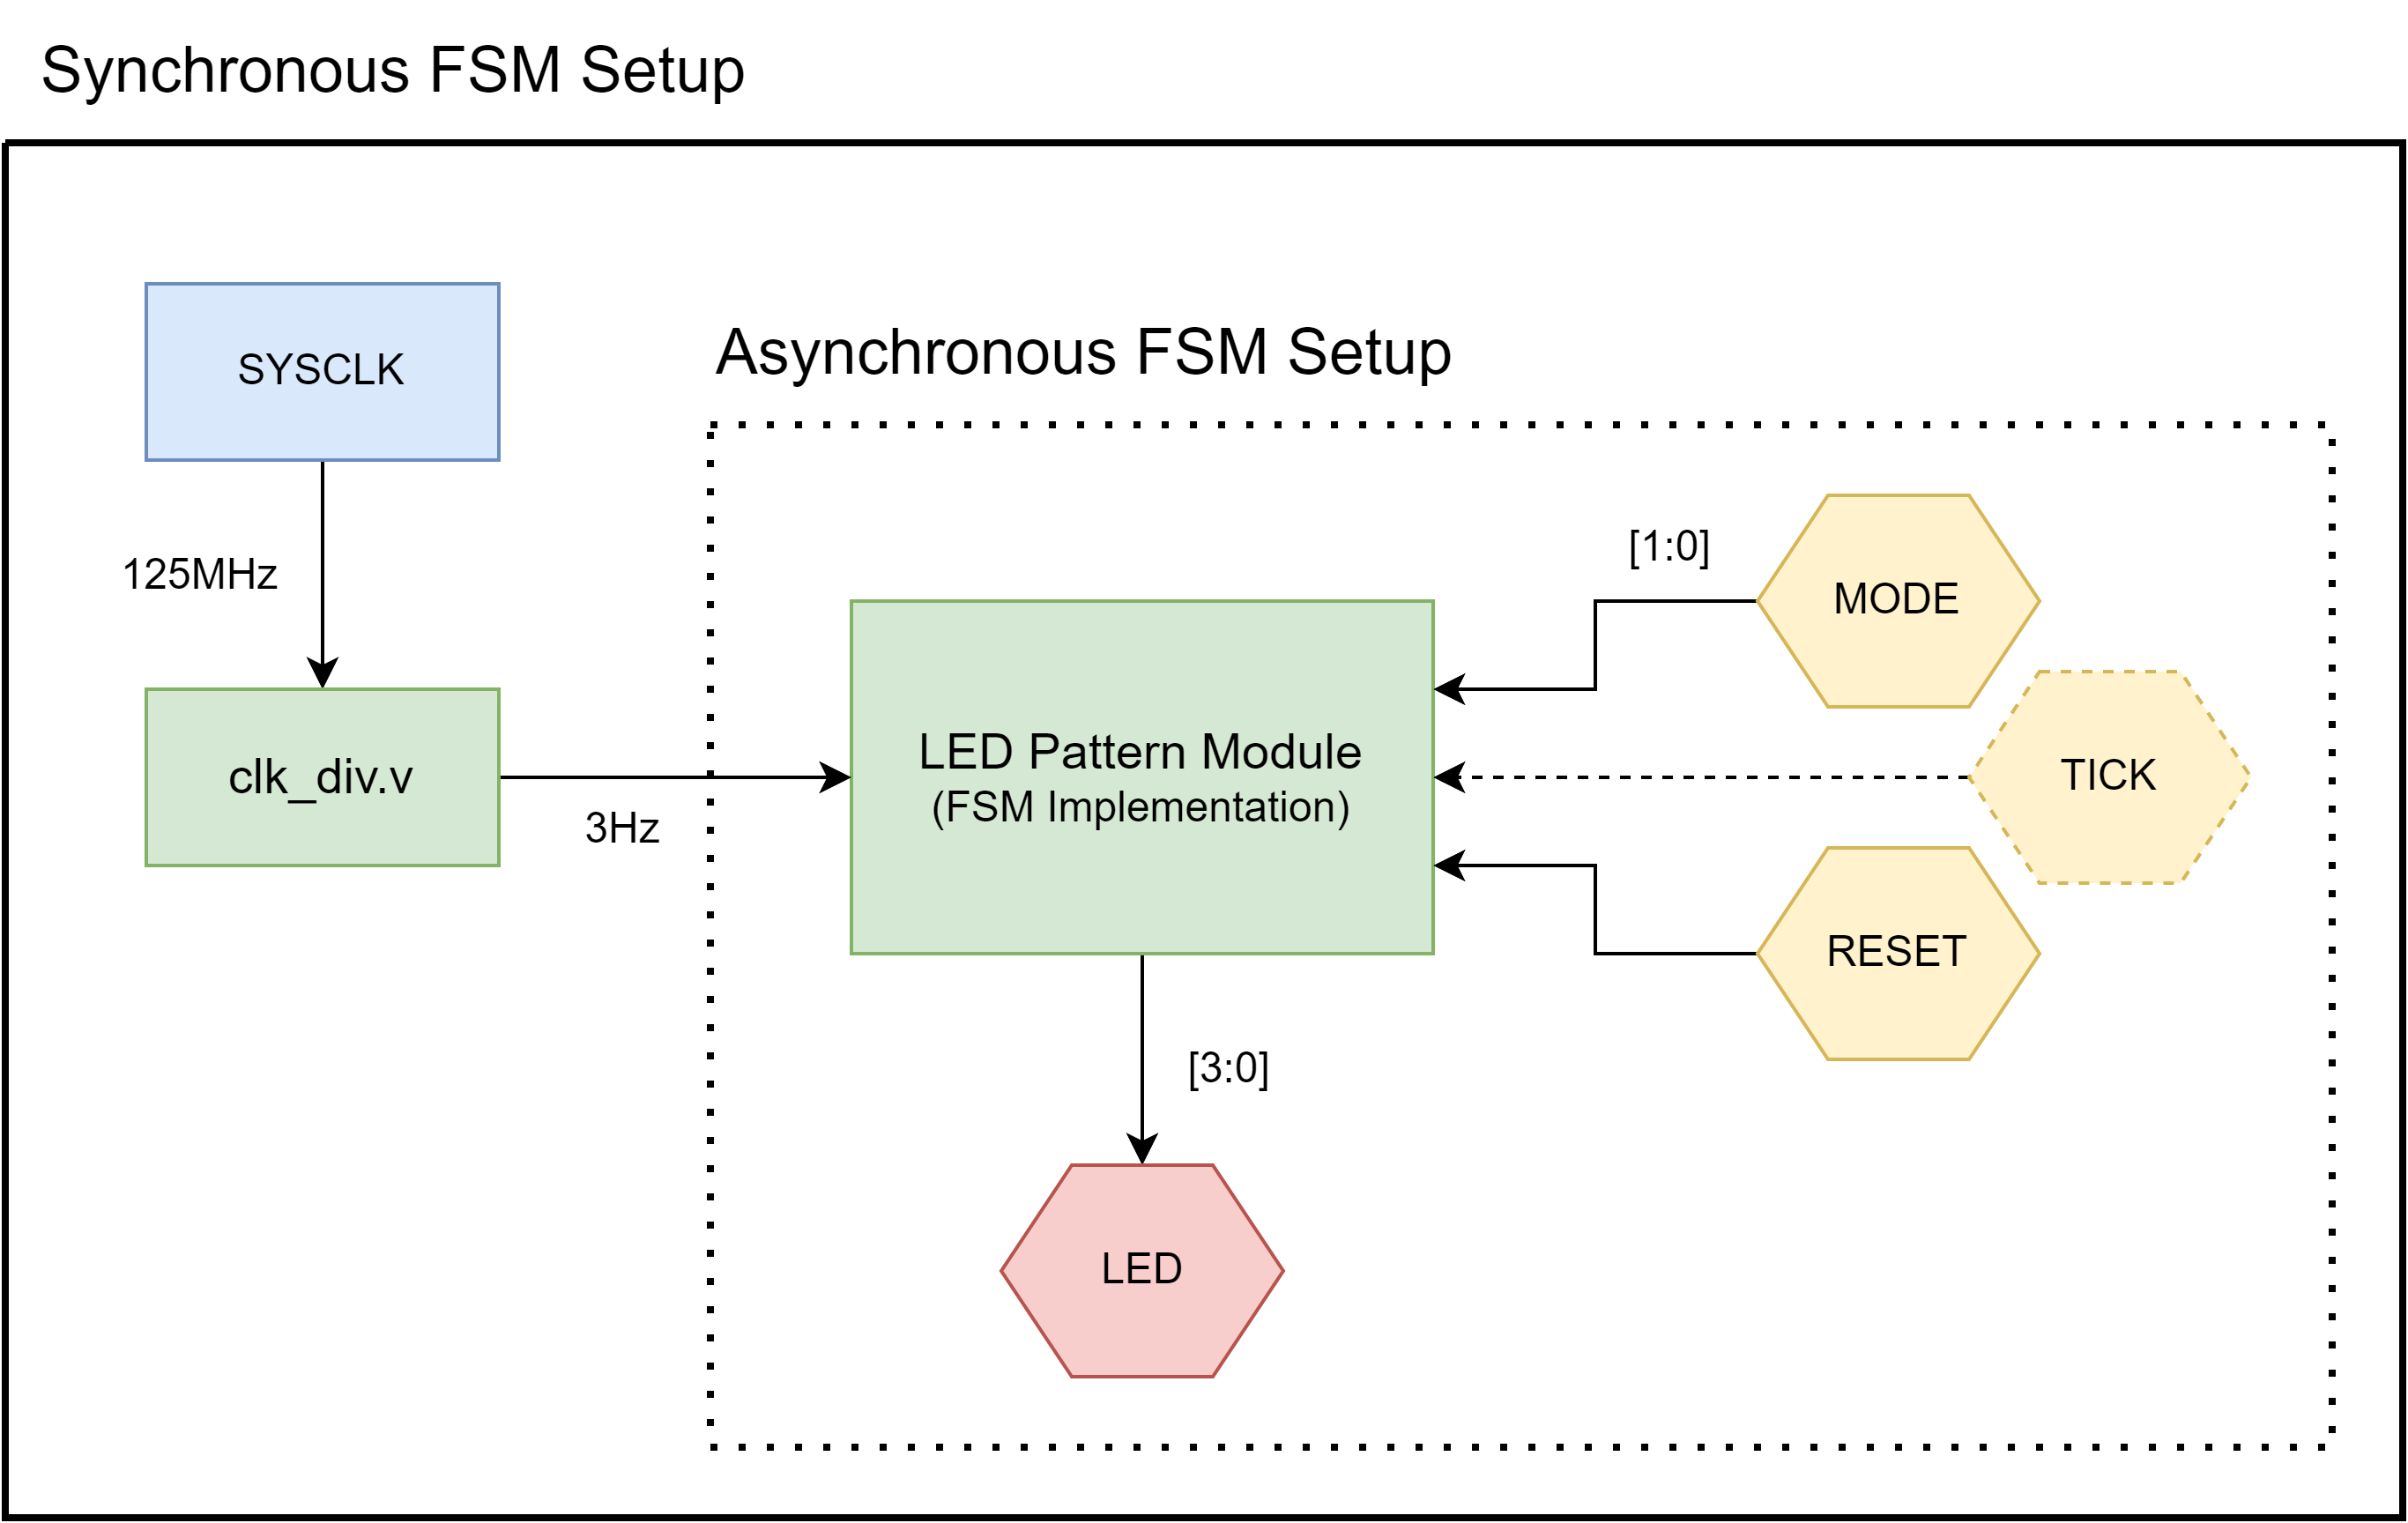 Synchronous FSM Setup
SYSCLK
Asynchronous FSM Setup
125MHz
[1:0]
MODE
clk_div.v
3Hz
LED Pattern Module
(FSM Implementation)
TICK
RESET
[3:0]
LED